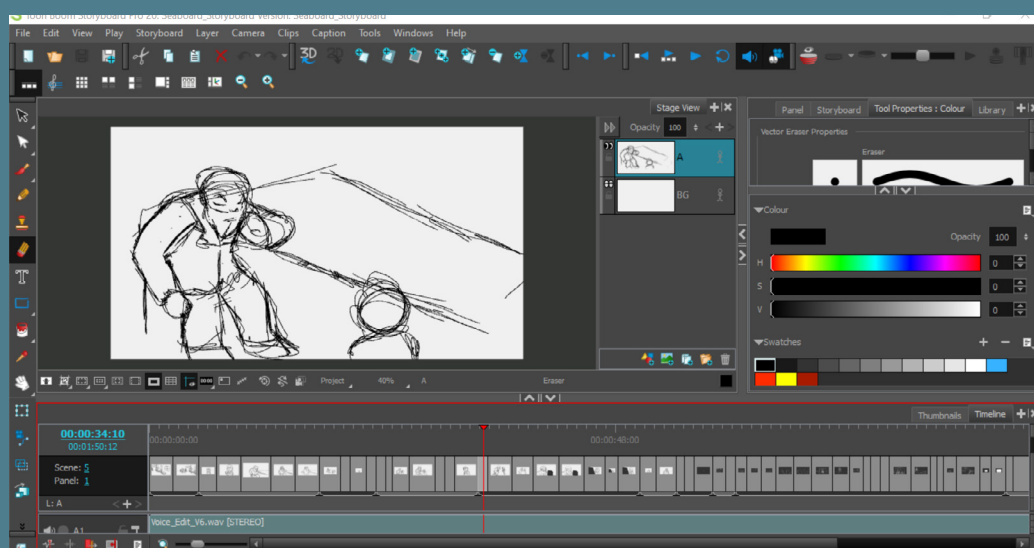 Toon Boom Storyboard Pro 20: Seaboard_Storyboard Version: Seaboard_Storyboard
File Edit View Play Storyboard Layer Camera Clips Caption Tools Windows Help
3D
Stage View
Panel Storyboard Tool Properties : Colour Library
Opacity 100
Vector Eraser Properties
Eraser
A
BG
Colour
Opacity 100
H 0
S 0
V 0
Swatches
Project 40% A Eraser
Thumbnails Timeline
00:00:34:10
00:01:50:12
00:00:00:00
00:00:48:00
Scene: 5
Panel: 1
L: A
A1
Voice_Edit_V6.wav [STEREO]